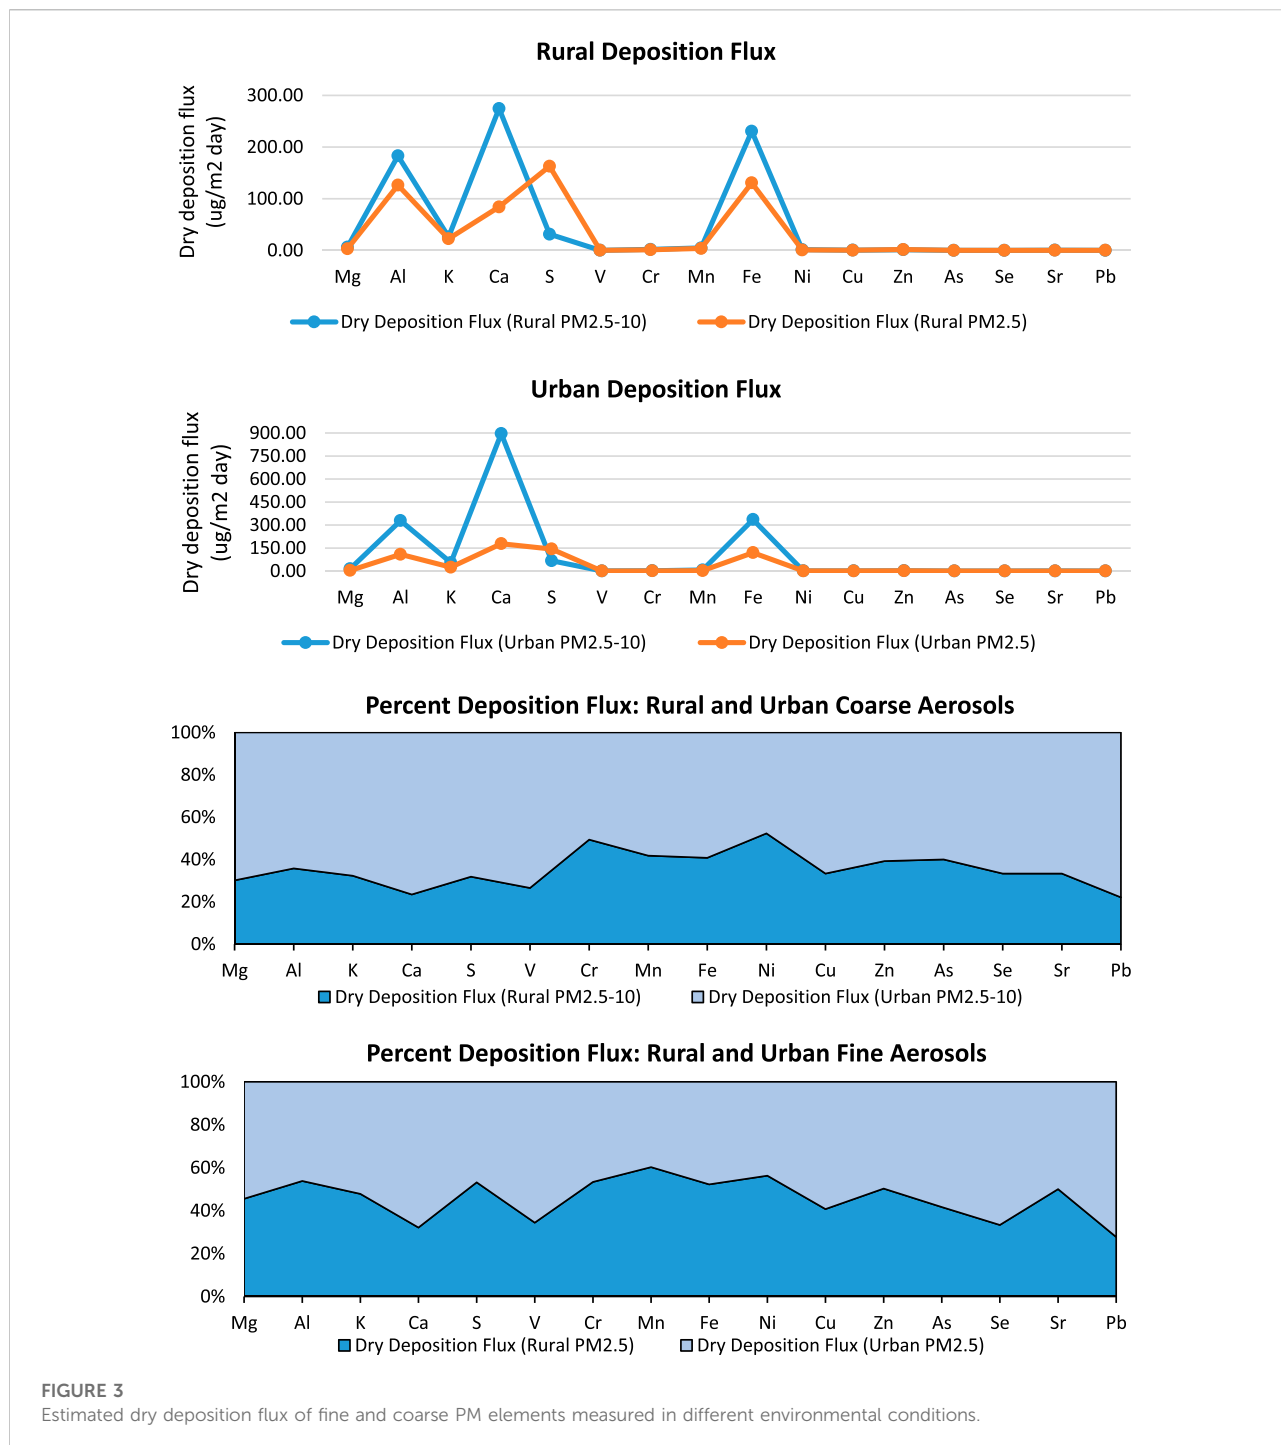 Rural Deposition Flux
Dry deposition flux
(ug/m2 day)
300.00
200.00
100.00
0.00
Mg Al K Ca S V Cr Mn Fe Ni Cu Zn As Se Sr Pb
Dry Deposition Flux (Rural PM2.5-10) Dry Deposition Flux (Rural PM2.5)
Urban Deposition Flux
Dry deposition flux
(ug/m2 day)
900.00
750.00
600.00
450.00
300.00
150.00
0.00
Mg Al K Ca S V Cr Mn Fe Ni Cu Zn As Se Sr Pb
Dry Deposition Flux (Urban PM2.5-10) Dry Deposition Flux (Urban PM2.5)
Percent Deposition Flux: Rural and Urban Coarse Aerosols
100%
80%
60%
40%
20%
0%
Mg Al K Ca S V Cr Mn Fe Ni Cu Zn As Se Sr Pb
Dry Deposition Flux (Rural PM2.5-10) Dry Deposition Flux (Urban PM2.5-10)
Percent Deposition Flux: Rural and Urban Fine Aerosols
100%
80%
60%
40%
20%
0%
Mg Al K Ca S V Cr Mn Fe Ni Cu Zn As Se Sr Pb
Dry Deposition Flux (Rural PM2.5) Dry Deposition Flux (Urban PM2.5)
FIGURE 3
Estimated dry deposition flux of fine and coarse PM elements measured in different environmental conditions.